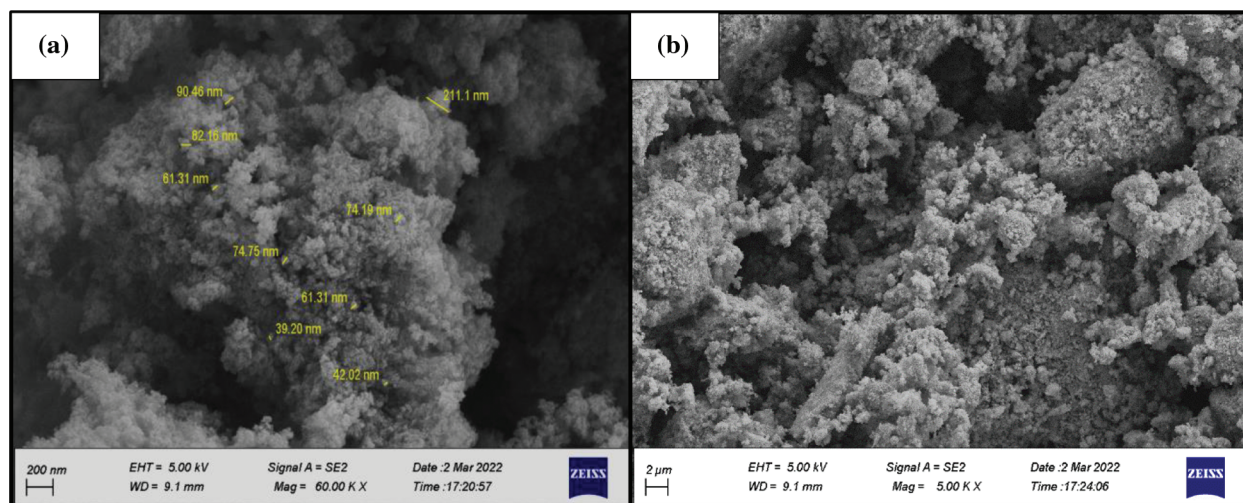 (a)
90.46 nm
211.1 nm
82.16 nm
61.31 nm
74.19 nm
74.75 nm
61.31 nm
39.20 nm
42.02 nm
200 nm
EHT = 5.00 kV
Signal A = SE2
Date :2 Mar 2022
WD = 9.1 mm
Mag = 60.00 K X
Time :17:20:57
ZEISS
(b)
2 µm
EHT = 5.00 kV
Signal A = SE2
Date :2 Mar 2022
WD = 9.1 mm
Mag = 5.00 K X
Time :17:24:06
ZEISS